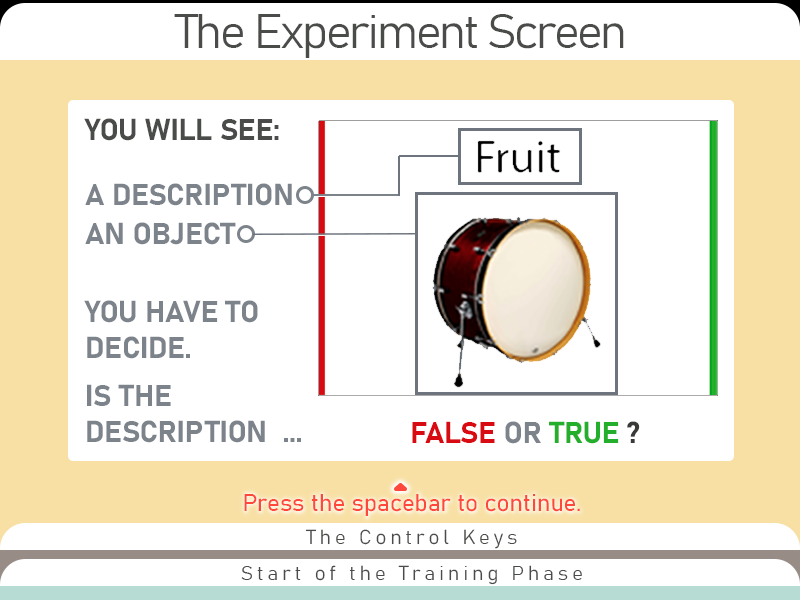 The Experiment Screen
YOU WILL SEE:
Fruit
A DESCRIPTION
AN OBJECT
YOU HAVE TO
DECIDE.
IS THE
DESCRIPTION ...
FALSE OR TRUE ?
Press the spacebar to continue.
The Control Keys
Start of the Training Phase